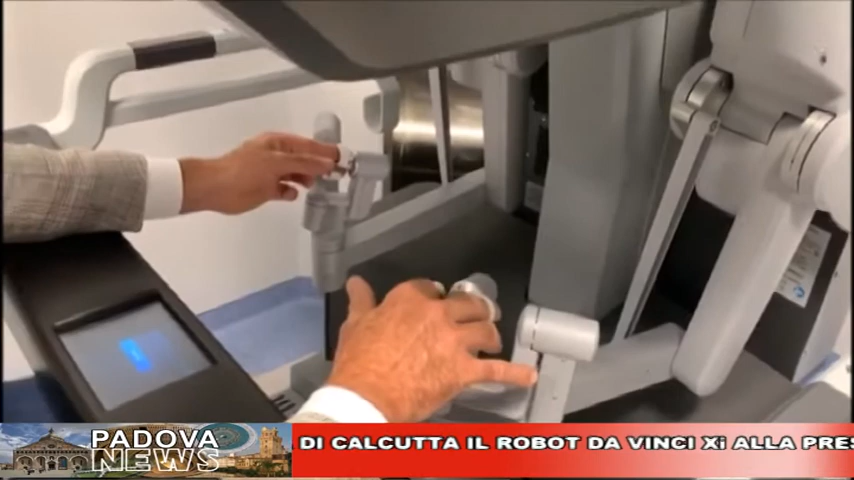 PADOVA
NEWS
DI CALCUTTA IL ROBOT DA VINCI Xi ALLA PRES